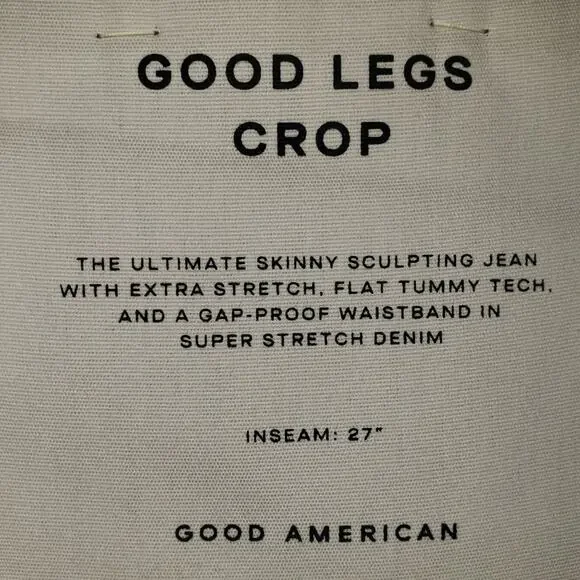 GOOD LEGS
CROP
THE ULTIMATE SKINNY SCULPTING JEAN
WITH EXTRA STRETCH, FLAT TUMMY TECH,
AND A GAP-PROOF WAISTBAND IN
SUPER STRETCH DENIM
INSEAM: 27"
GOOD AMERICAN